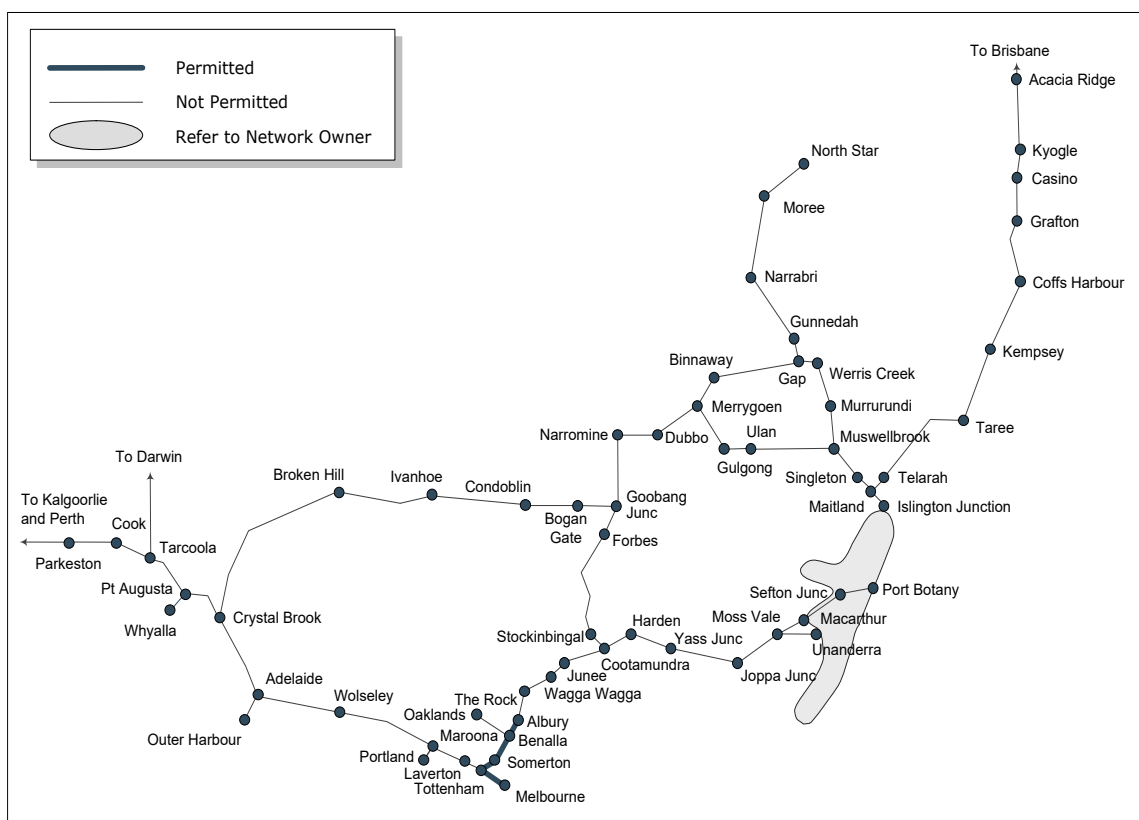 Permitted
Not Permitted
Refer to Network Owner
To Brisbane
Acacia Ridge
Kyogle
Casino
Grafton
Coffs Harbour
Kempsey
Taree
North Star
Moree
Narrabri
Gunnedah
Binnaway
Gap
Werris Creek
Merrygoen
Murrurundi
Narromine
Dubbo
Ulan
Gulgong
Muswellbrook
Singleton
Telarah
Maitland
Islington Junction
To Darwin
Broken Hill
Ivanhoe
Condoblin
Bogan
Gate
Goobang
Junc
Forbes
To Kalgoorlie
and Perth
Cook
Parkeston
Tarcoola
Pt Augusta
Whyalla
Crystal Brook
Sefton Junc
Port Botany
Moss Vale
Macarthur
Unanderra
Stockinbingal
Harden
Yass Junc
Cootamundra
Joppa Junc
Junee
Wagga Wagga
The Rock
Adelaide
Wolseley
Outer Harbour
Oaklands
Albury
Maroona
Benalla
Portland
Somerton
Laverton
Tottenham
Melbourne